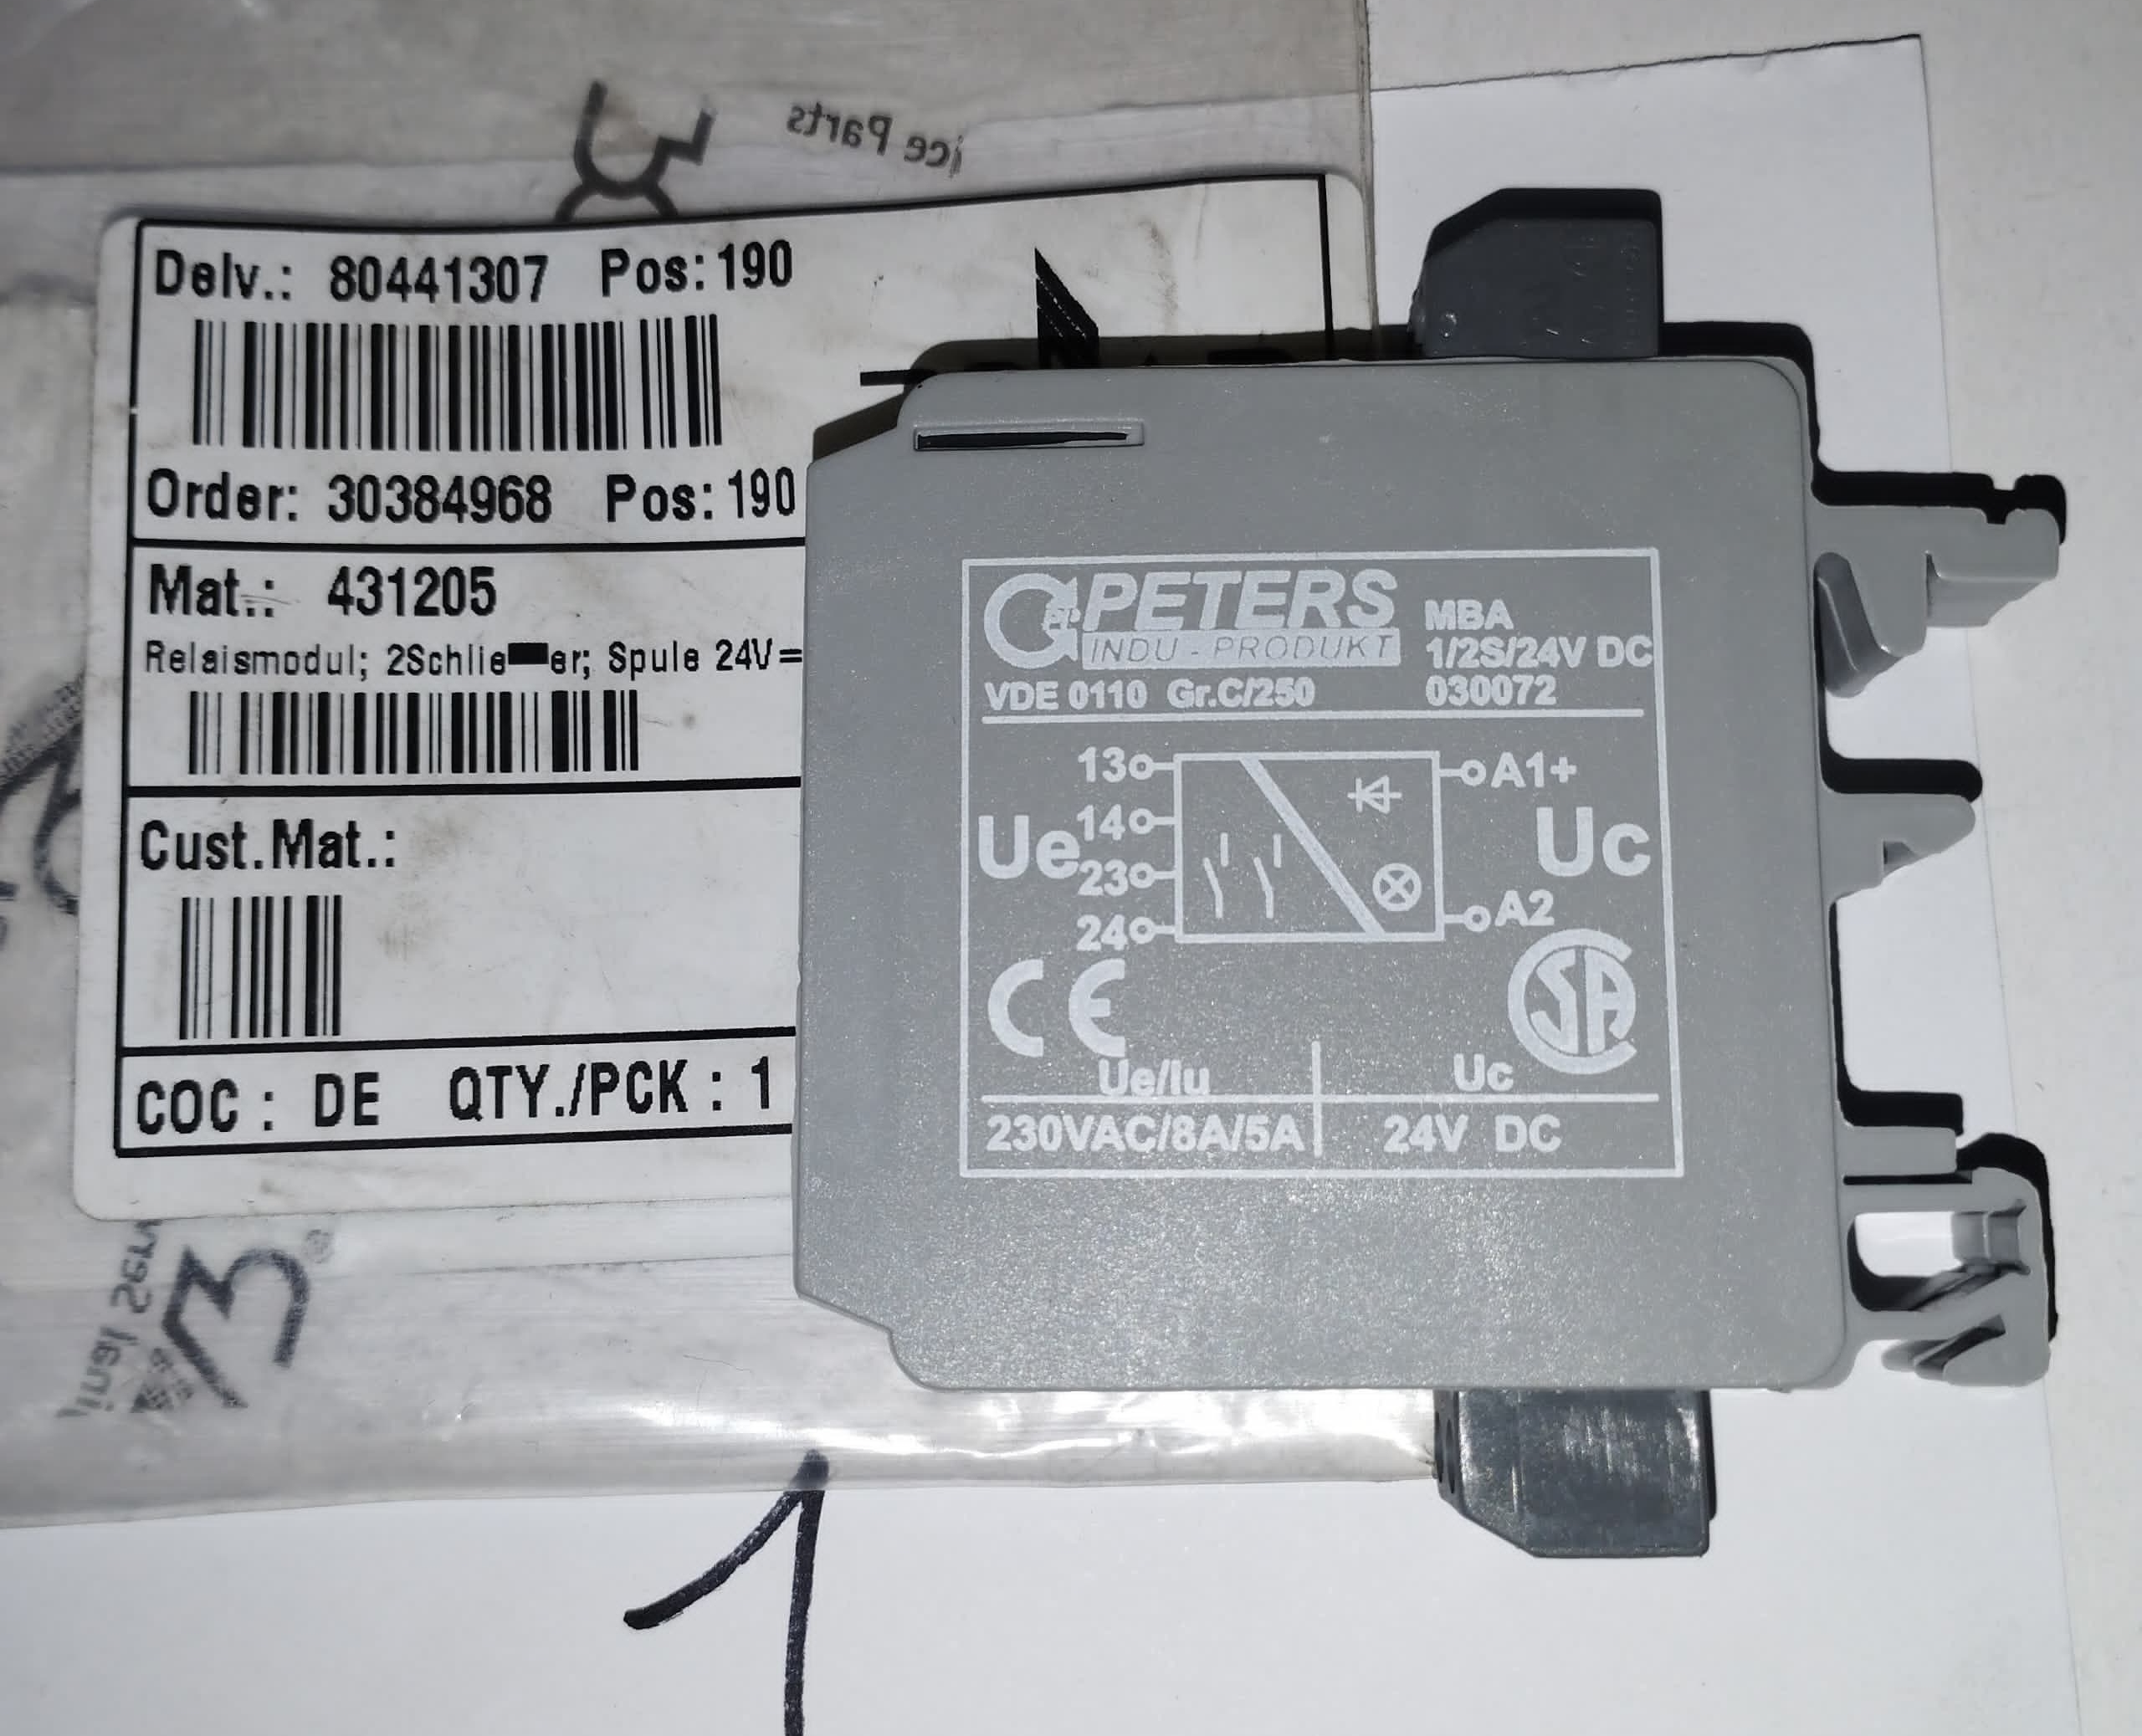 ice Parts
Delv.: 80441307 Pos: 190
Order: 30384968 Pos: 190
Mat.: 431205
Relaismodul; 2Schlie■er; Spule 24V=
Cust.Mat.:
COC : DE QTY./PCK : 1
PETERS
INDU - PRODUKT
MBA
1/2S/24V DC
VDE 0110 Gr.C/250
030072
13
A1+
14
Ue
Uc
23
24
A2
CE
SA
Ue/Iu
Uc
230VAC/8A/5A
24V DC
1